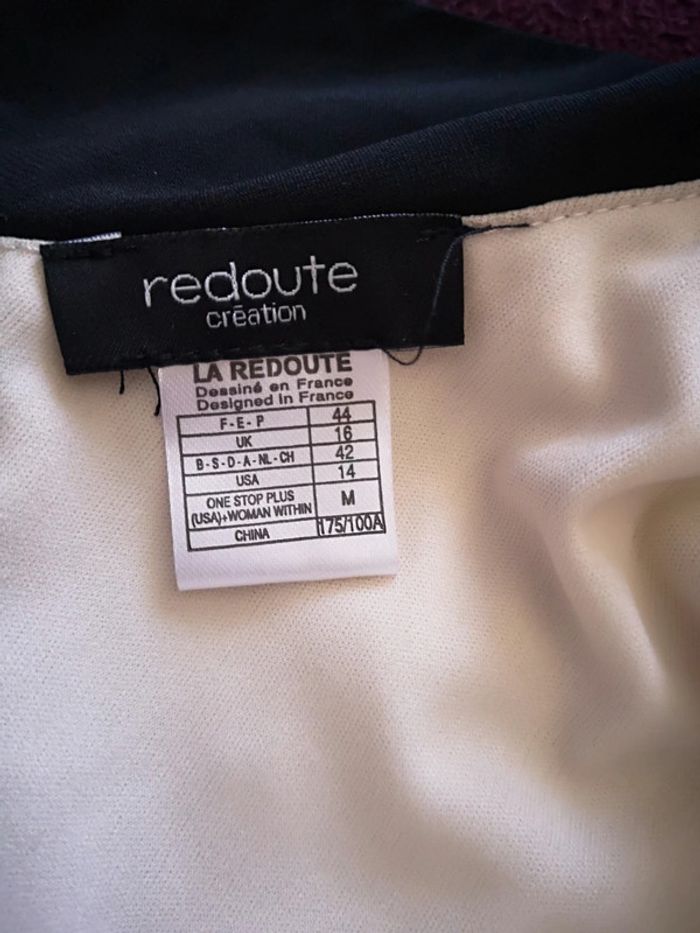 redoute
crēation
LA REDOUTE
Dessiné en France
Designed in France
F-E-P 44
UK 16
B-S-D-A-NL-CH 42
USA 14
ONE STOP PLUS
(USA)+WOMAN WITHIN M
CHINA 175/100A